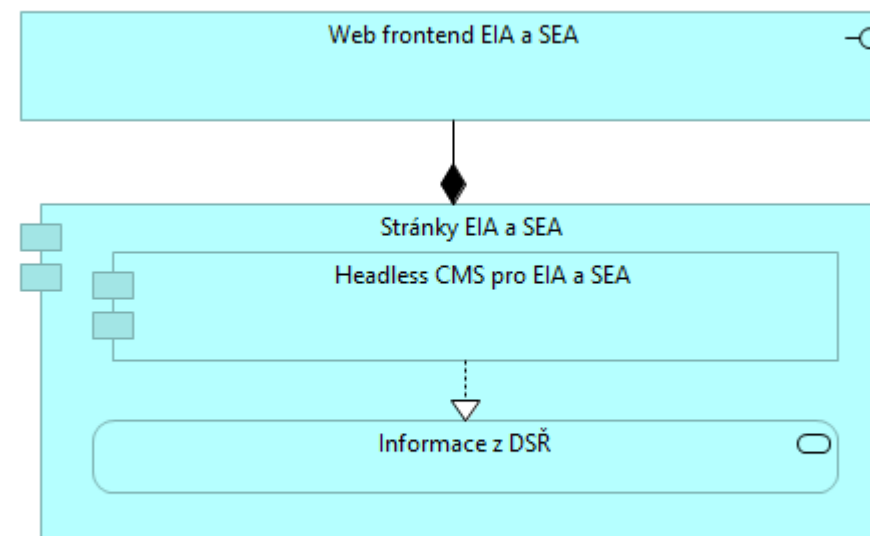 Web frontend EIA a SEA
Stránky EIA a SEA
Headless CMS pro EIA a SEA
Informace z DSŘ